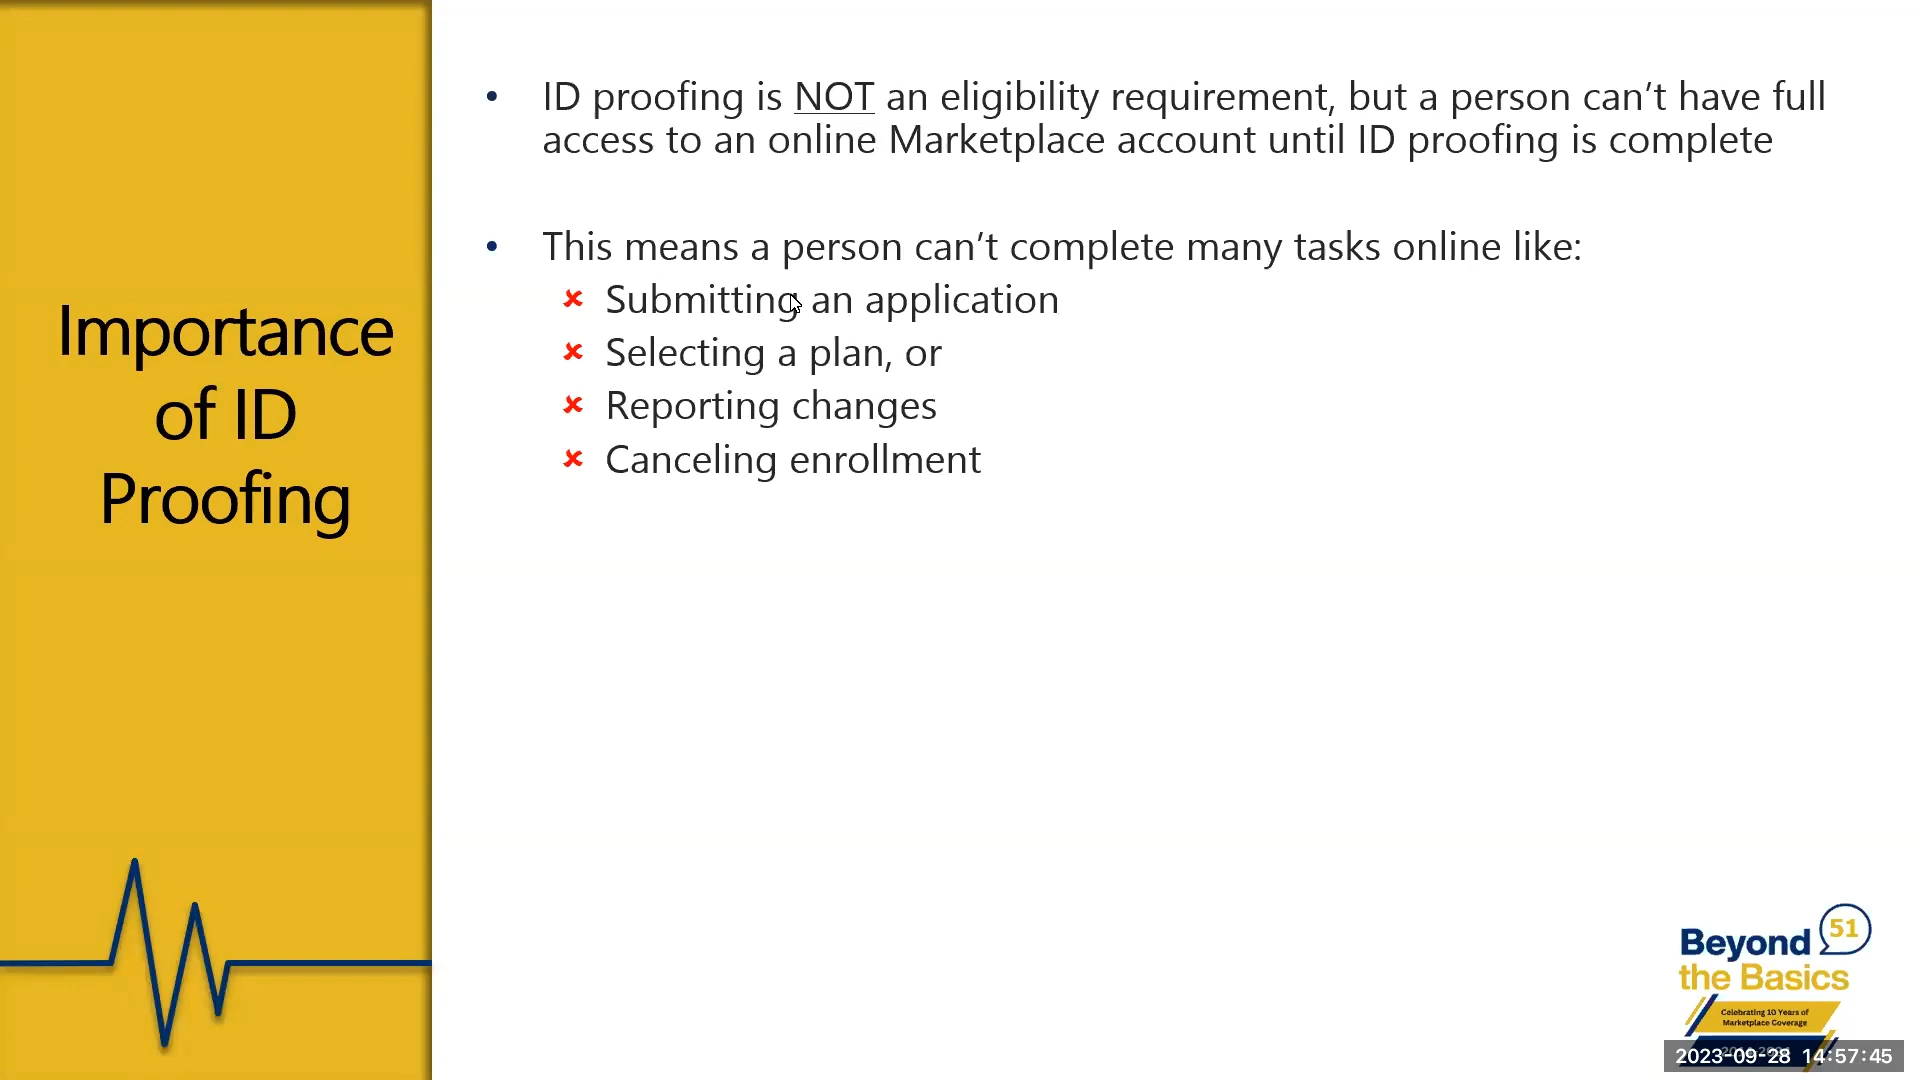 Importance
of ID
Proofing
• ID proofing is NOT an eligibility requirement, but a person can’t have full
access to an online Marketplace account until ID proofing is complete
• This means a person can’t complete many tasks online like:
✘ Submitting an application
✘ Selecting a plan, or
✘ Reporting changes
✘ Canceling enrollment
51
Beyond
the Basics
Celebrating 10 Years of
Marketplace Coverage
2023-09-28 14:57:45